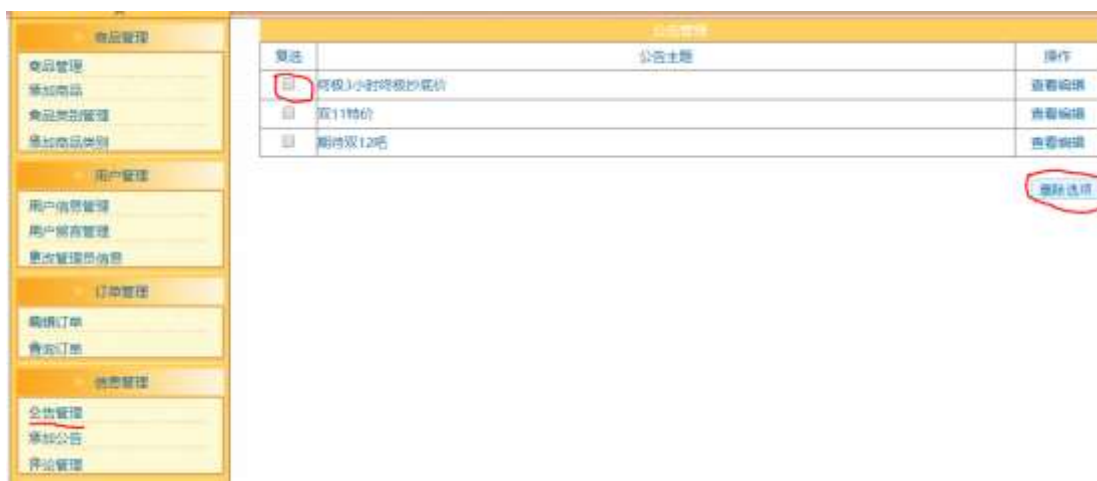 商品管理
商品管理
添加商品
商品类别管理
添加商品类别
用户管理
用户信息管理
用户留言管理
更改管理员信息
订单管理
编辑订单
查询订单
信息管理
公告管理
添加公告
评论管理
公告管理
复选 公告主题 操作
终极3小时终极抄底价 查看编辑
双11特价 查看编辑
期待双12吧 查看编辑
删除选项